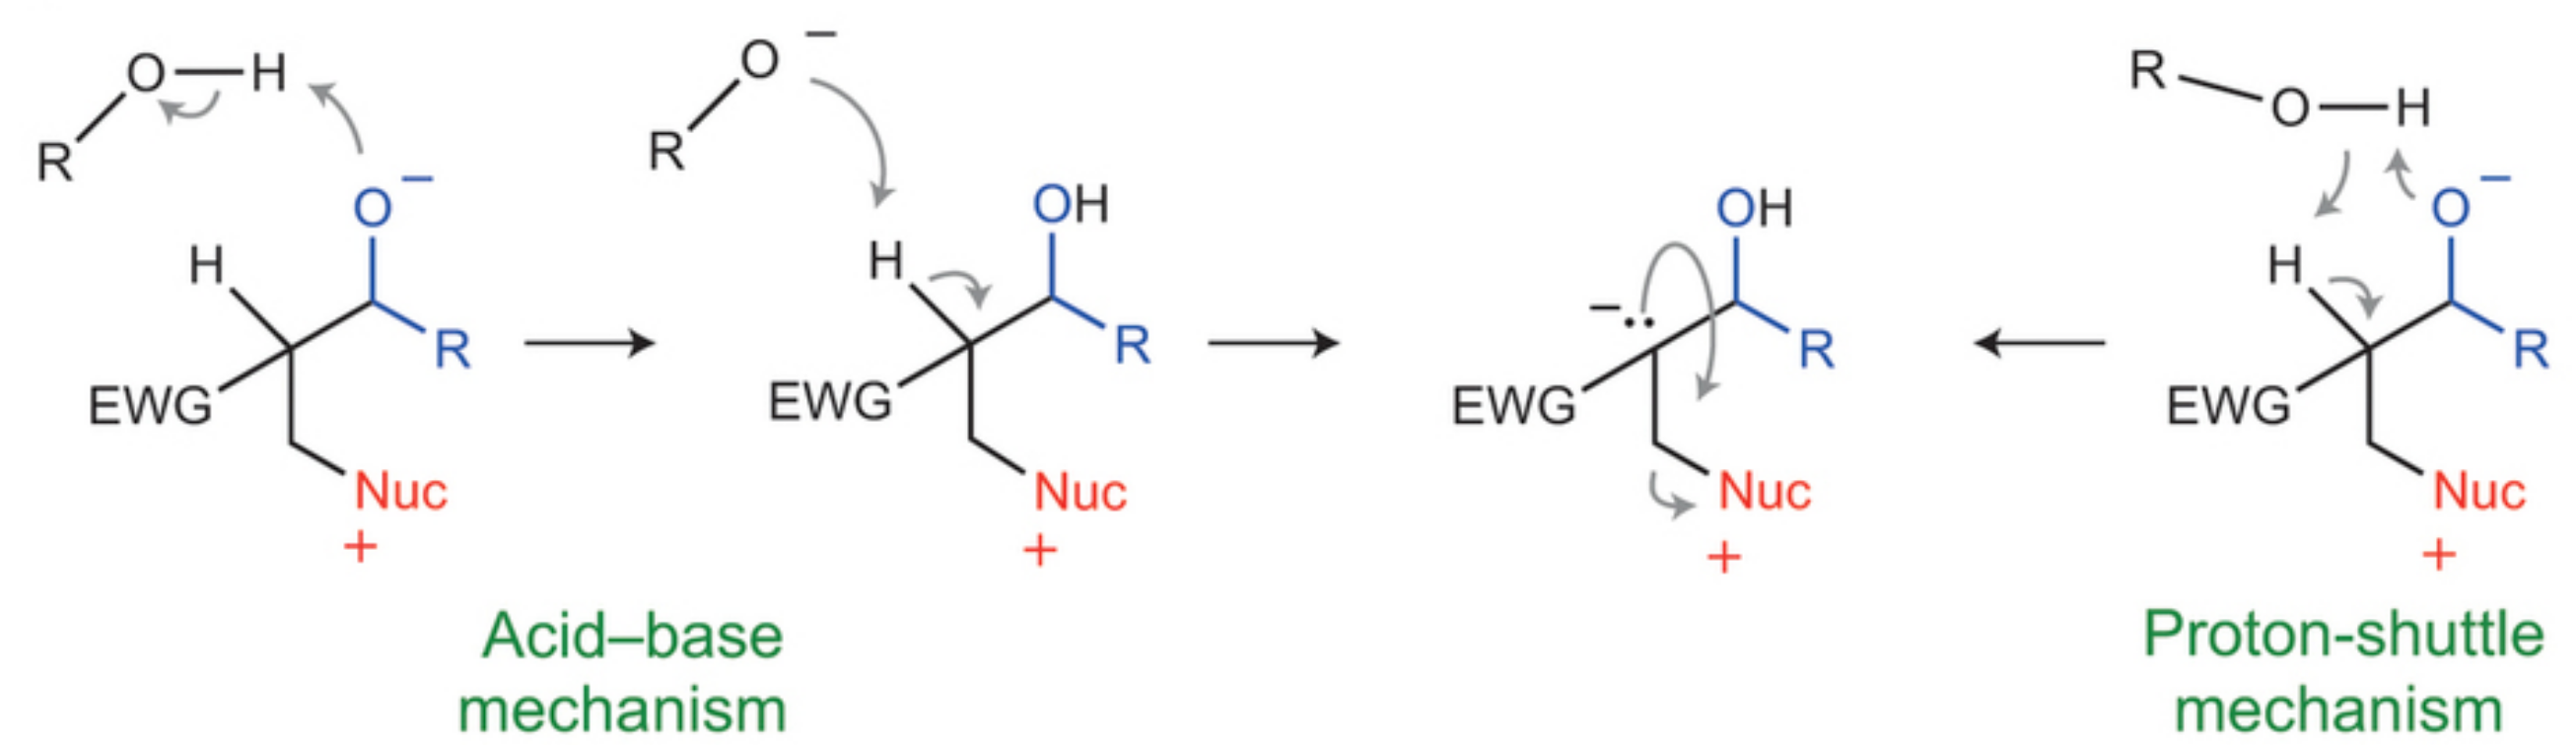 R
O—H
O–
H
R
EWG
Nuc
+
R
O–
H
OH
R
EWG
Nuc
+
OH
–
R
EWG
Nuc
+
R
O—H
O–
H
R
EWG
Nuc
+
Acid–base
mechanism
Proton-shuttle
mechanism